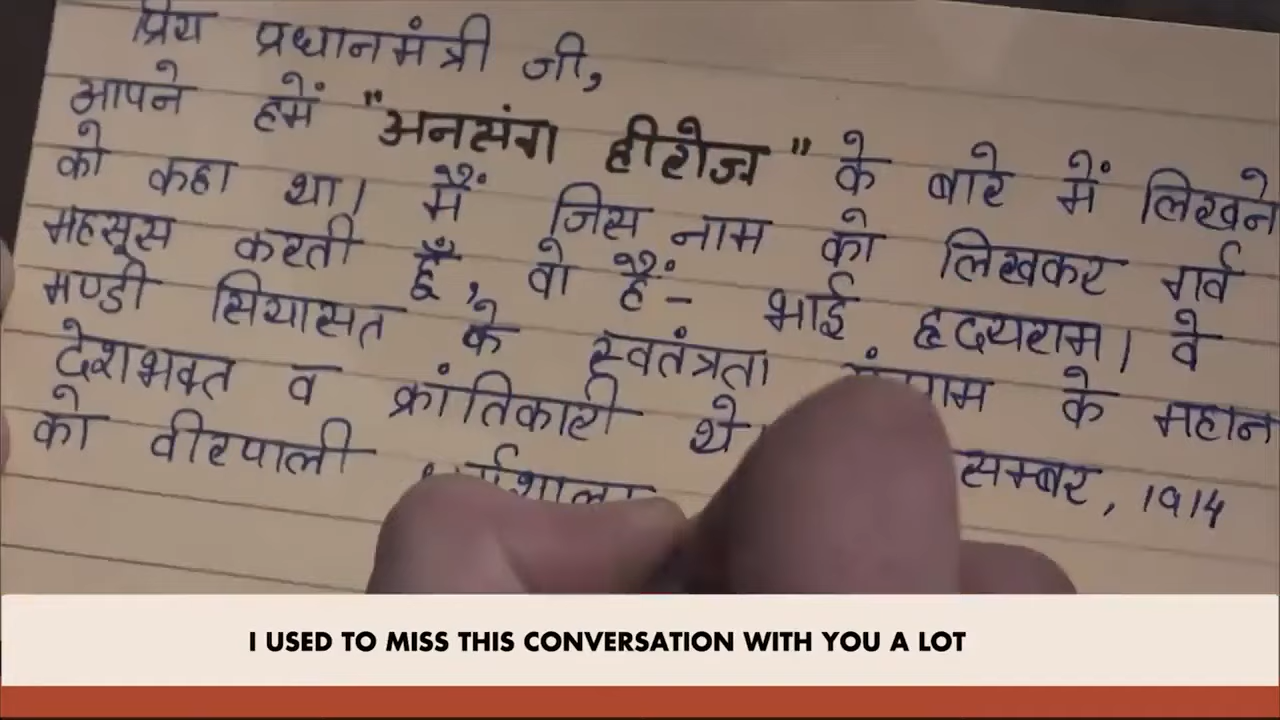 प्रिय प्रधानमंत्री जी,
आपने हमें "अनसंग हीरोज" के बारे में लिखने
को कहा था। मैं जिस नाम को लिखकर गर्व
महसूस करती हूँ, वो हैं - भाई हृदयराम। वे
मण्डी सियासत के स्वतंत्रता के महान
देशभक्त व क्रांतिकारी थे सम्बर, 1914
को वीरपाली
I USED TO MISS THIS CONVERSATION WITH YOU A LOT